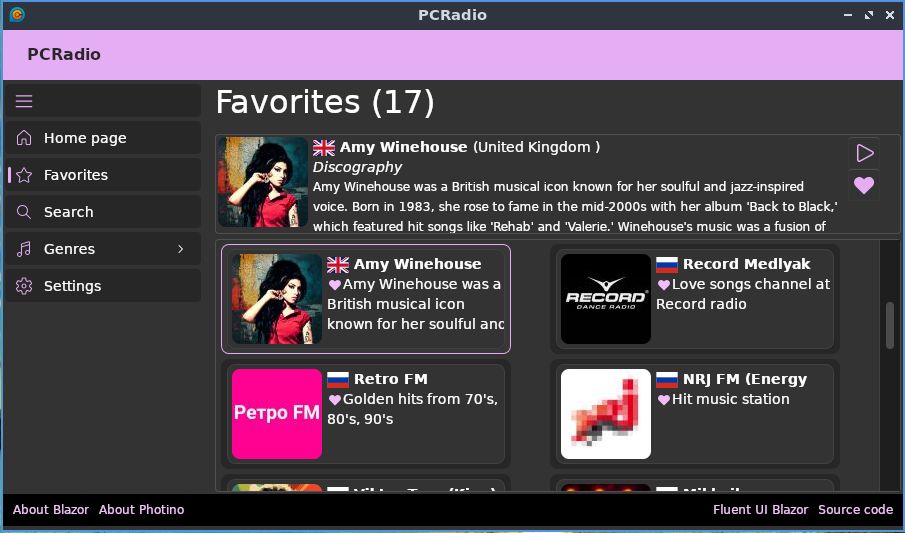 PCRadio
PCRadio
Home page
Favorites
Search
Genres
Settings
Favorites (17)
Amy Winehouse (United Kingdom )
Discography
Amy Winehouse was a British musical icon known for her soulful and jazz-inspired
voice. Born in 1983, she rose to fame in the mid-2000s with her album 'Back to Black,'
which featured hit songs like 'Rehab' and 'Valerie.' Winehouse's music was a fusion of
Amy Winehouse
Amy Winehouse was a
British musical icon
known for her soulful and
RECORD
DANCE RADIO
Record Medlyak
Love songs channel at
Record radio
Ретро FM
Retro FM
Golden hits from 70's,
80's, 90's
NRJ FM (Energy
Hit music station
About Blazor About Photino
Fluent UI Blazor Source code